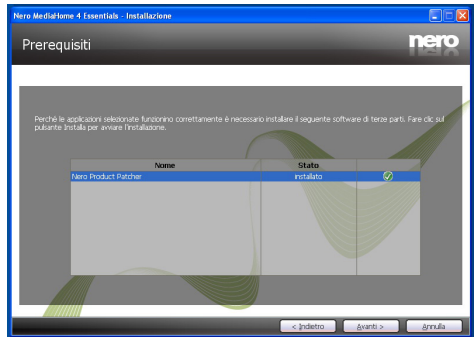 Nero MediaHome 4 Essentials - Installazione
Prerequisiti
nero
Perché le applicazioni selezionate funzionino correttamente è necessario installare il seguente software di terze parti. Fare clic sul
pulsante Installa per avviare l'installazione.
Nome Stato
Nero Product Patcher installato
< Indietro Avanti > Annulla